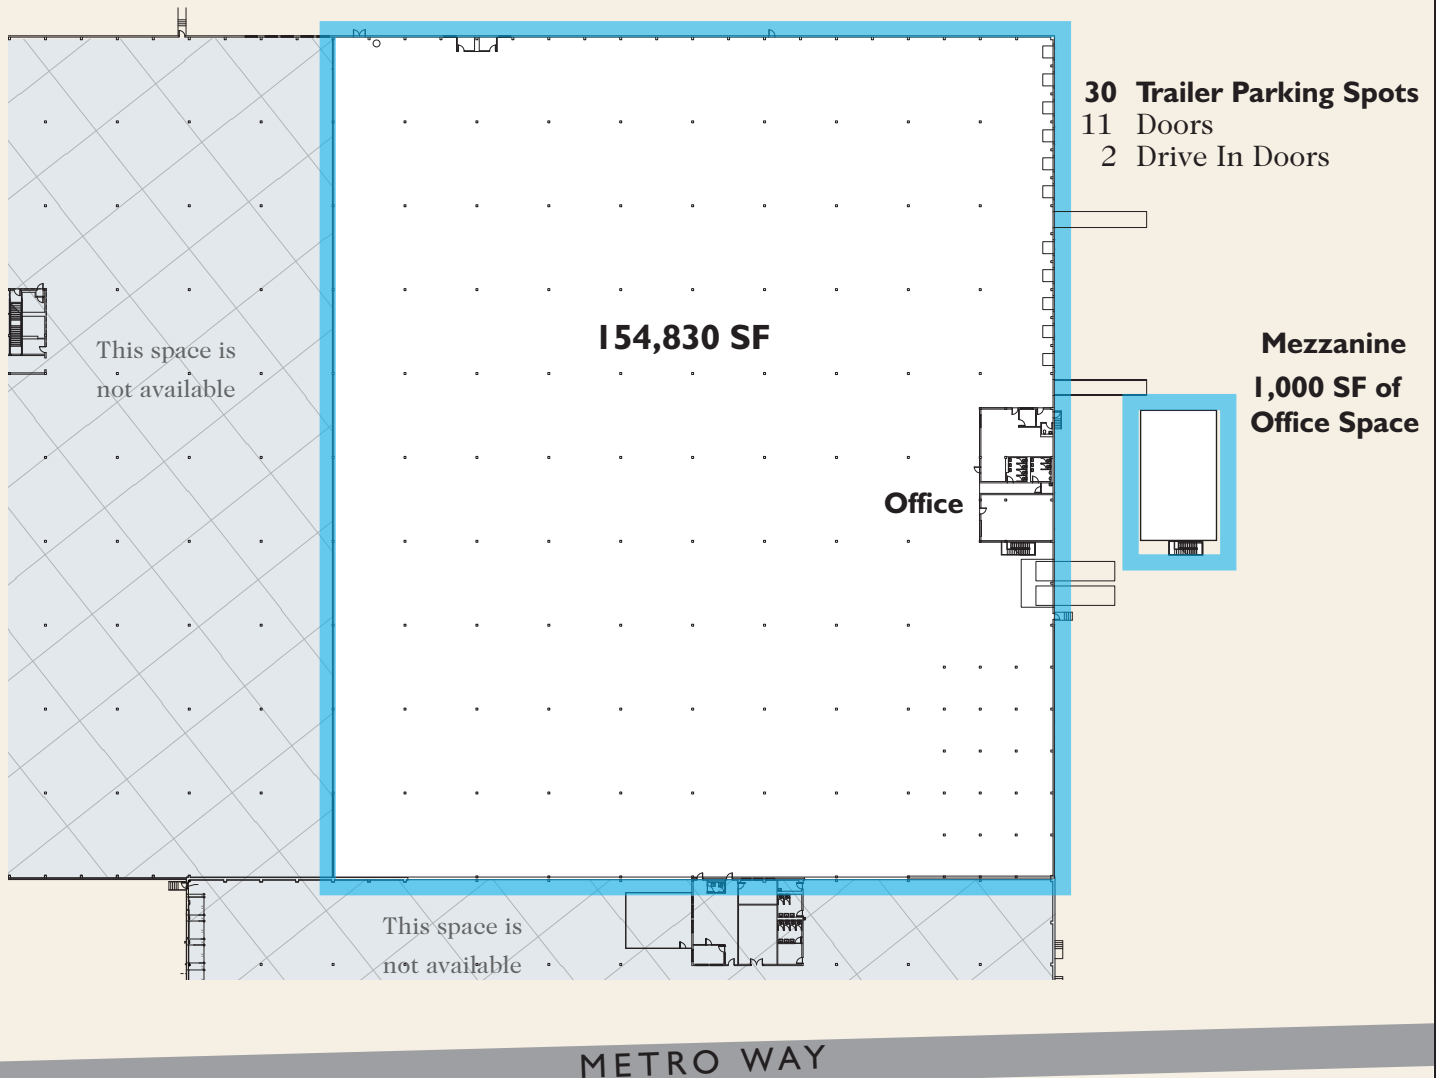 30 Trailer Parking Spots
11 Doors
2 Drive In Doors
154,830 SF
This space is
not available
Mezzanine
1,000 SF of
Office Space
Office
This space is
not available
METRO WAY